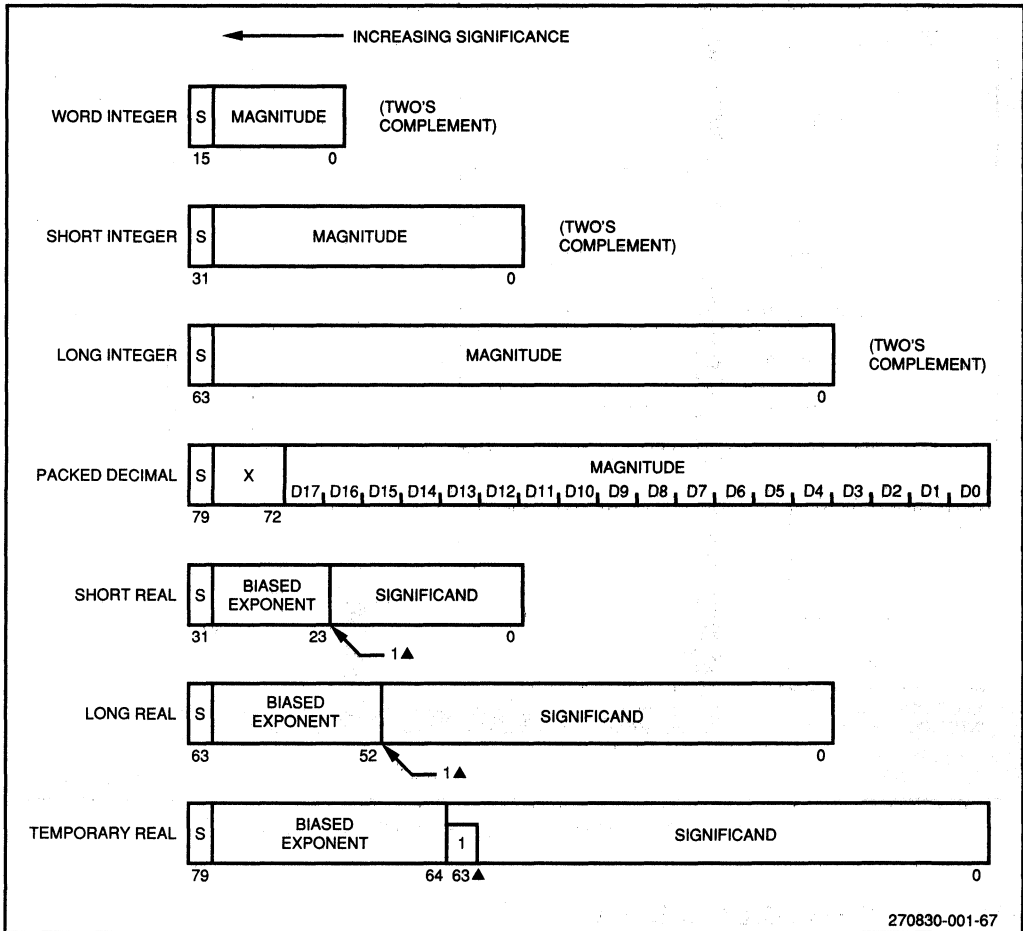 INCREASING SIGNIFICANCE
WORD INTEGER S MAGNITUDE (TWO'S COMPLEMENT)
15 0
SHORT INTEGER S MAGNITUDE (TWO'S COMPLEMENT)
31 0
LONG INTEGER S MAGNITUDE (TWO'S COMPLEMENT)
63 0
PACKED DECIMAL S X MAGNITUDE
D17 D16 D15 D14 D13 D12 D11 D10 D9 D8 D7 D6 D5 D4 D3 D2 D1 D0
79 72
SHORT REAL S BIASED EXPONENT SIGNIFICAND
31 23 0
1▲
LONG REAL S BIASED EXPONENT SIGNIFICAND
63 52 0
1▲
TEMPORARY REAL S BIASED EXPONENT 1 SIGNIFICAND
79 64 63▲ 0
270830-001-67